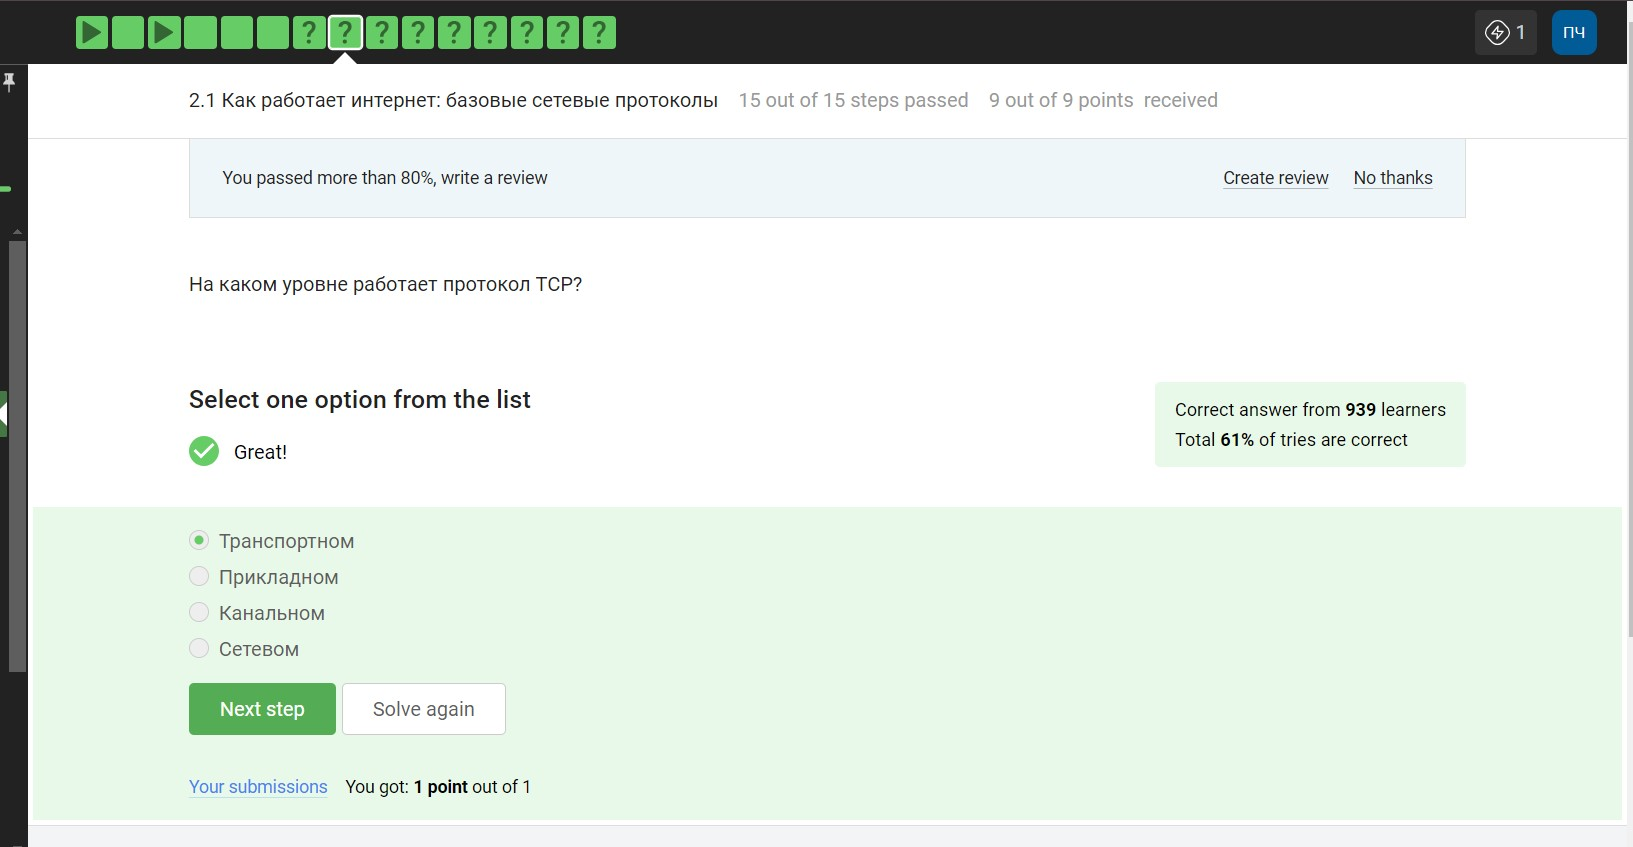 ? ? ? ? ? ? ? ? ?
1
ПЧ
2.1 Как работает интернет: базовые сетевые протоколы 15 out of 15 steps passed 9 out of 9 points received
You passed more than 80%, write a review Create review No thanks
На каком уровне работает протокол TCP?
Select one option from the list
Great!
Correct answer from 939 learners
Total 61% of tries are correct
Транспортном
Прикладном
Канальном
Сетевом
Next step Solve again
Your submissions You got: 1 point out of 1